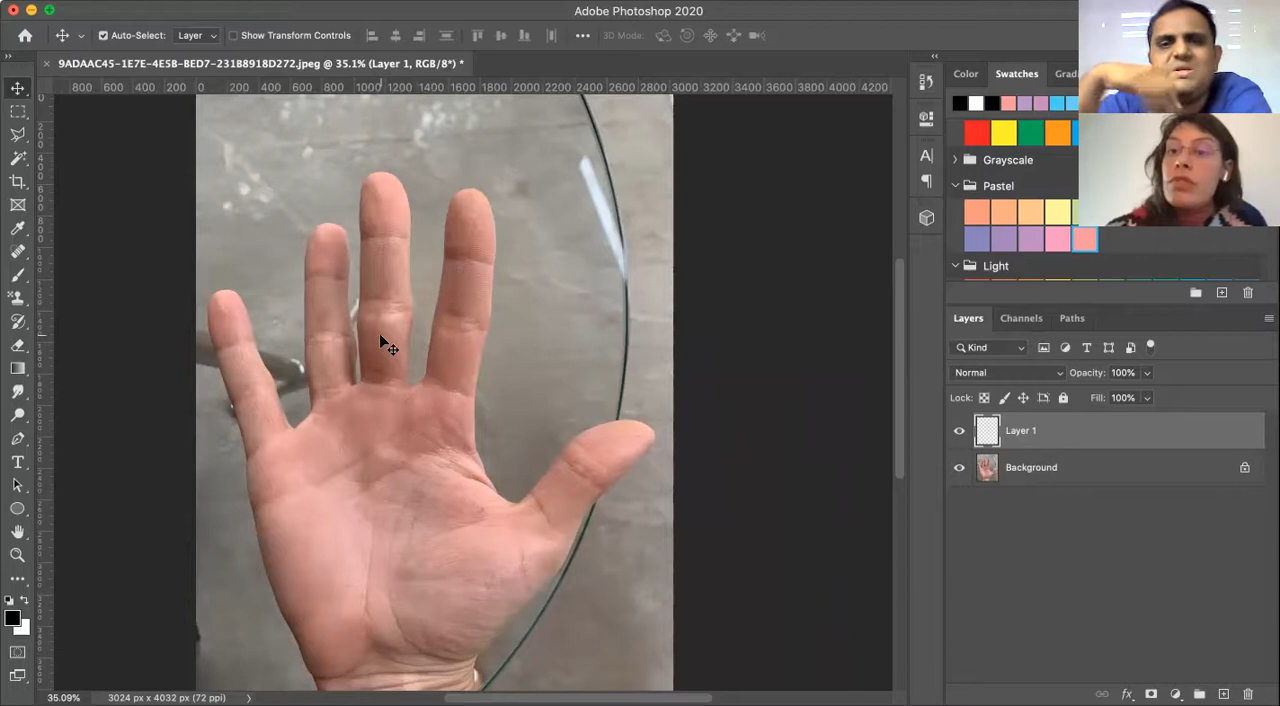 Adobe Photoshop 2020
Auto-Select: Layer Show Transform Controls 3D Mode:
9ADAAC45-1E7E-4E5B-BED7-231B8918D272.jpeg @ 35.1% (Layer 1, RGB/8*) *
800 600 400 200 0 200 400 600 800 1000 1200 1400 1600 1800 2000 2200 2400 2600 2800 3000 3200 3400 3600 3800 4000 4200
Color Swatches Grad
Grayscale
Pastel
Light
Layers Channels Paths
Kind
Normal Opacity: 100%
Lock: Fill: 100%
Layer 1
Background
fx
35.09% 3024 px x 4032 px (72 ppi)